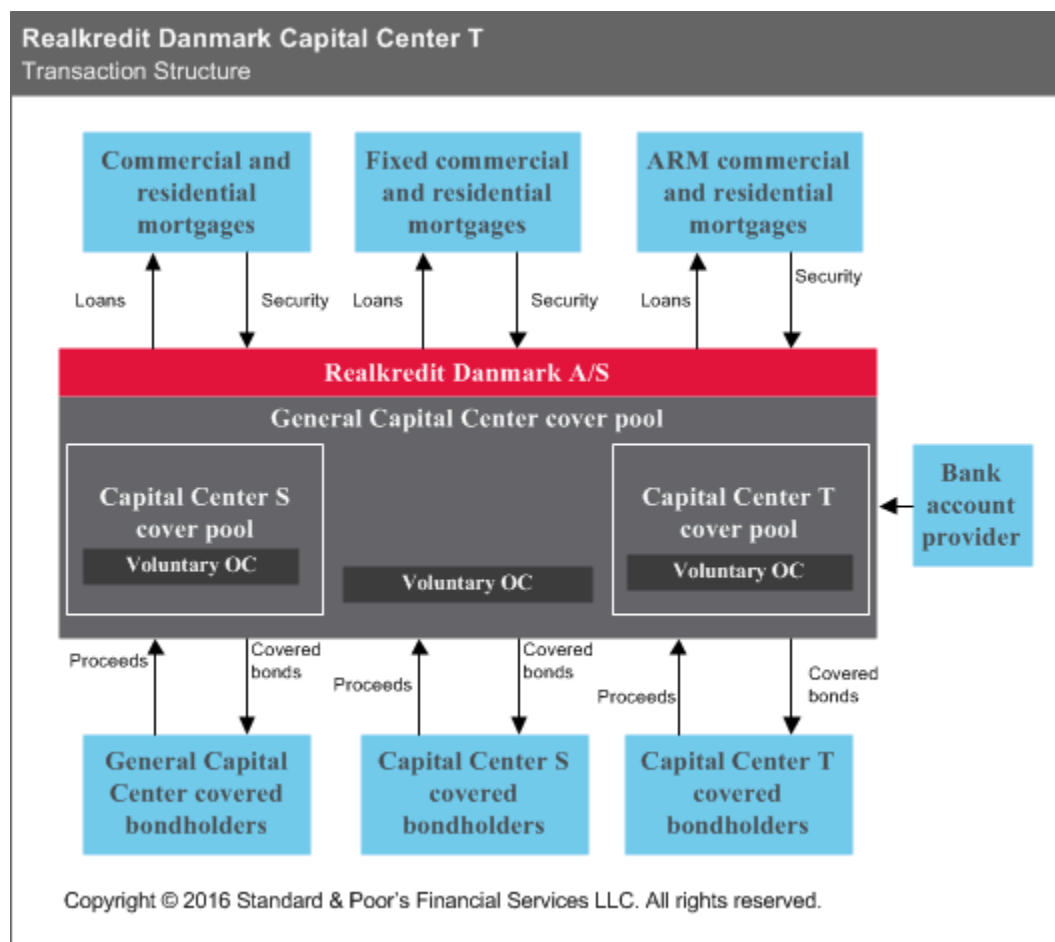 Realkredit Danmark Capital Center T
Transaction Structure
Commercial and
residential
mortgages
Fixed commercial
and residential
mortgages
ARM commercial
and residential
mortgages
Loans
Security
Loans
Security
Loans
Security
Realkredit Danmark A/S
General Capital Center cover pool
Capital Center S
cover pool
Voluntary OC
Voluntary OC
Capital Center T
cover pool
Voluntary OC
Bank
account
provider
Proceeds
Covered
bonds
Proceeds
Covered
bonds
Proceeds
Covered
bonds
General Capital
Center covered
bondholders
Capital Center S
covered
bondholders
Capital Center T
covered
bondholders
Copyright © 2016 Standard & Poor's Financial Services LLC. All rights reserved.